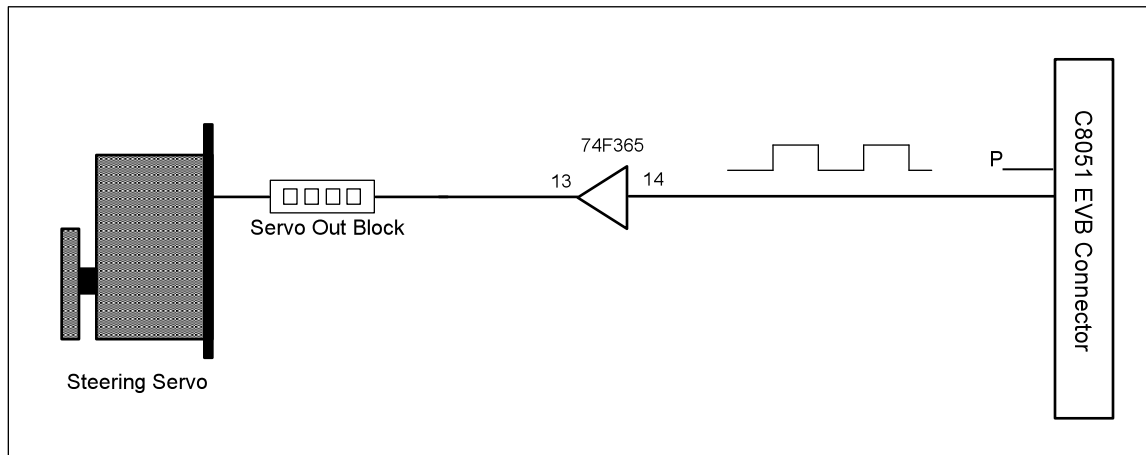 74F365
13
14
P
Servo Out Block
Steering Servo
C8051 EVB Connector